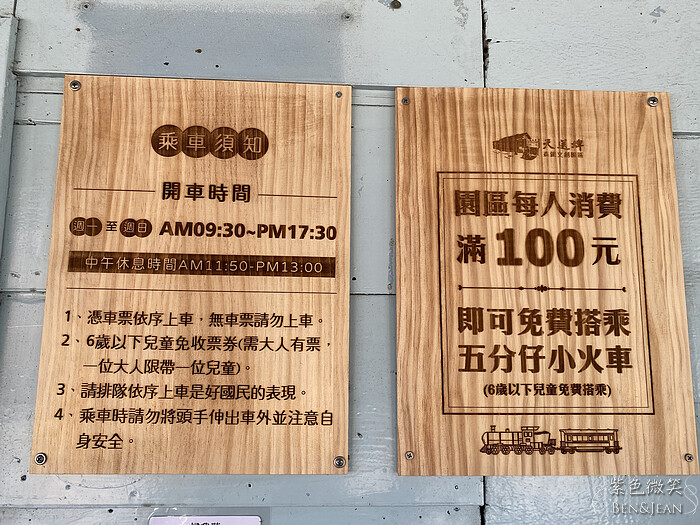 乘車須知
開車時間
週一至週日 AM09:30~PM17:30
中午休息時間AM11:50-PM13:00
1、憑車票依序上車，無車票請勿上車。
2、6歲以下兒童免收票券(需大人有票，
一位大人限帶一位兒童)。
3、請排隊依序上車是好國民的表現。
4、乘車時請勿將頭手伸出車外並注意自
身安全。
天送埤
園區每人消費
滿100元
即可免費搭乘
五分仔小火車
(6歲以下兒童免費搭乘)
紫色微笑
BEN&JEAN